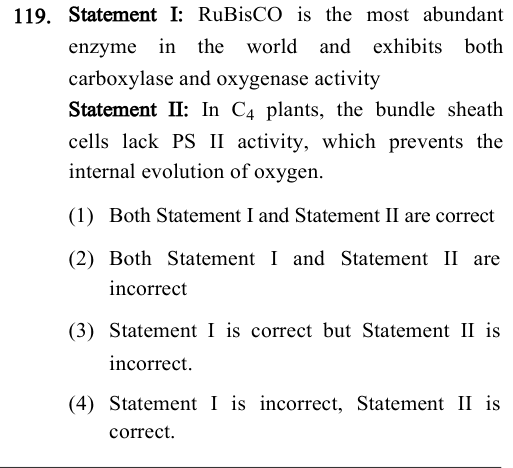 119. Statement I: RuBisCO is the most abundant
enzyme in the world and exhibits both
carboxylase and oxygenase activity
Statement II: In C₄ plants, the bundle sheath
cells lack PS II activity, which prevents the
internal evolution of oxygen.
(1) Both Statement I and Statement II are correct
(2) Both Statement I and Statement II are
incorrect
(3) Statement I is correct but Statement II is
incorrect.
(4) Statement I is incorrect, Statement II is
correct.